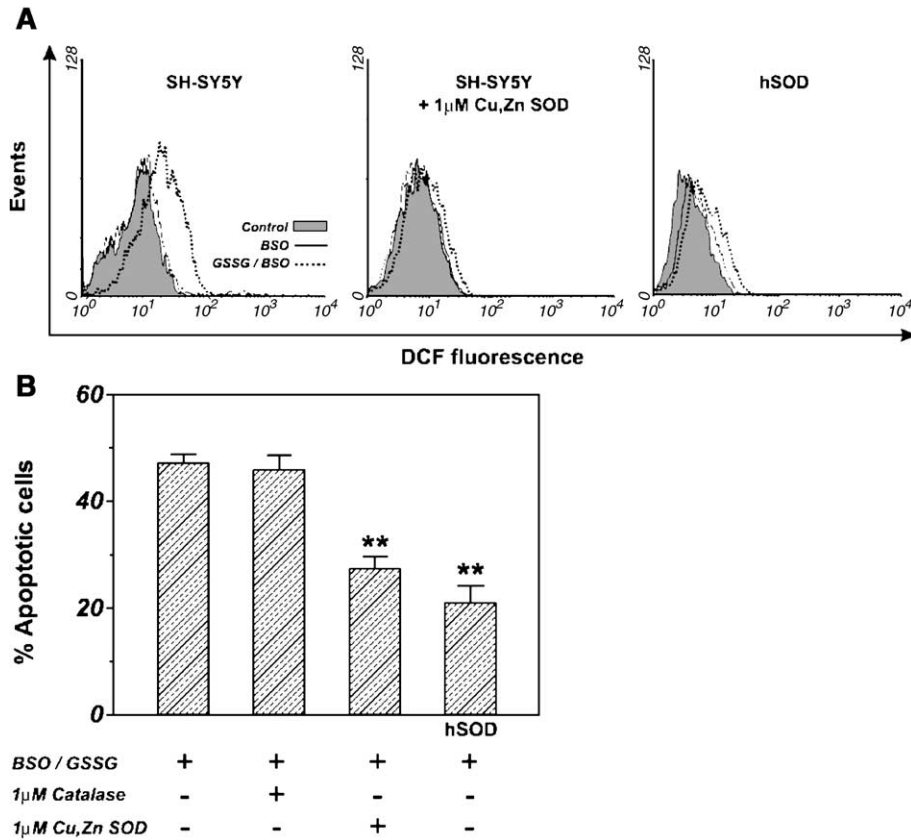 A
128
SH-SY5Y
Events
Control
BSO
GSSG / BSO
0
10^0 10^1 10^2 10^3 10^4
128
SH-SY5Y
+ 1μM Cu,Zn SOD
0
10^0 10^1 10^2 10^3 10^4
128
hSOD
0
10^0 10^1 10^2 10^3 10^4
DCF fluorescence
B
% Apoptotic cells
60
40
20
0
**
**
hSOD
BSO / GSSG + + + +
1μM Catalase - + - -
1μM Cu,Zn SOD - - + -